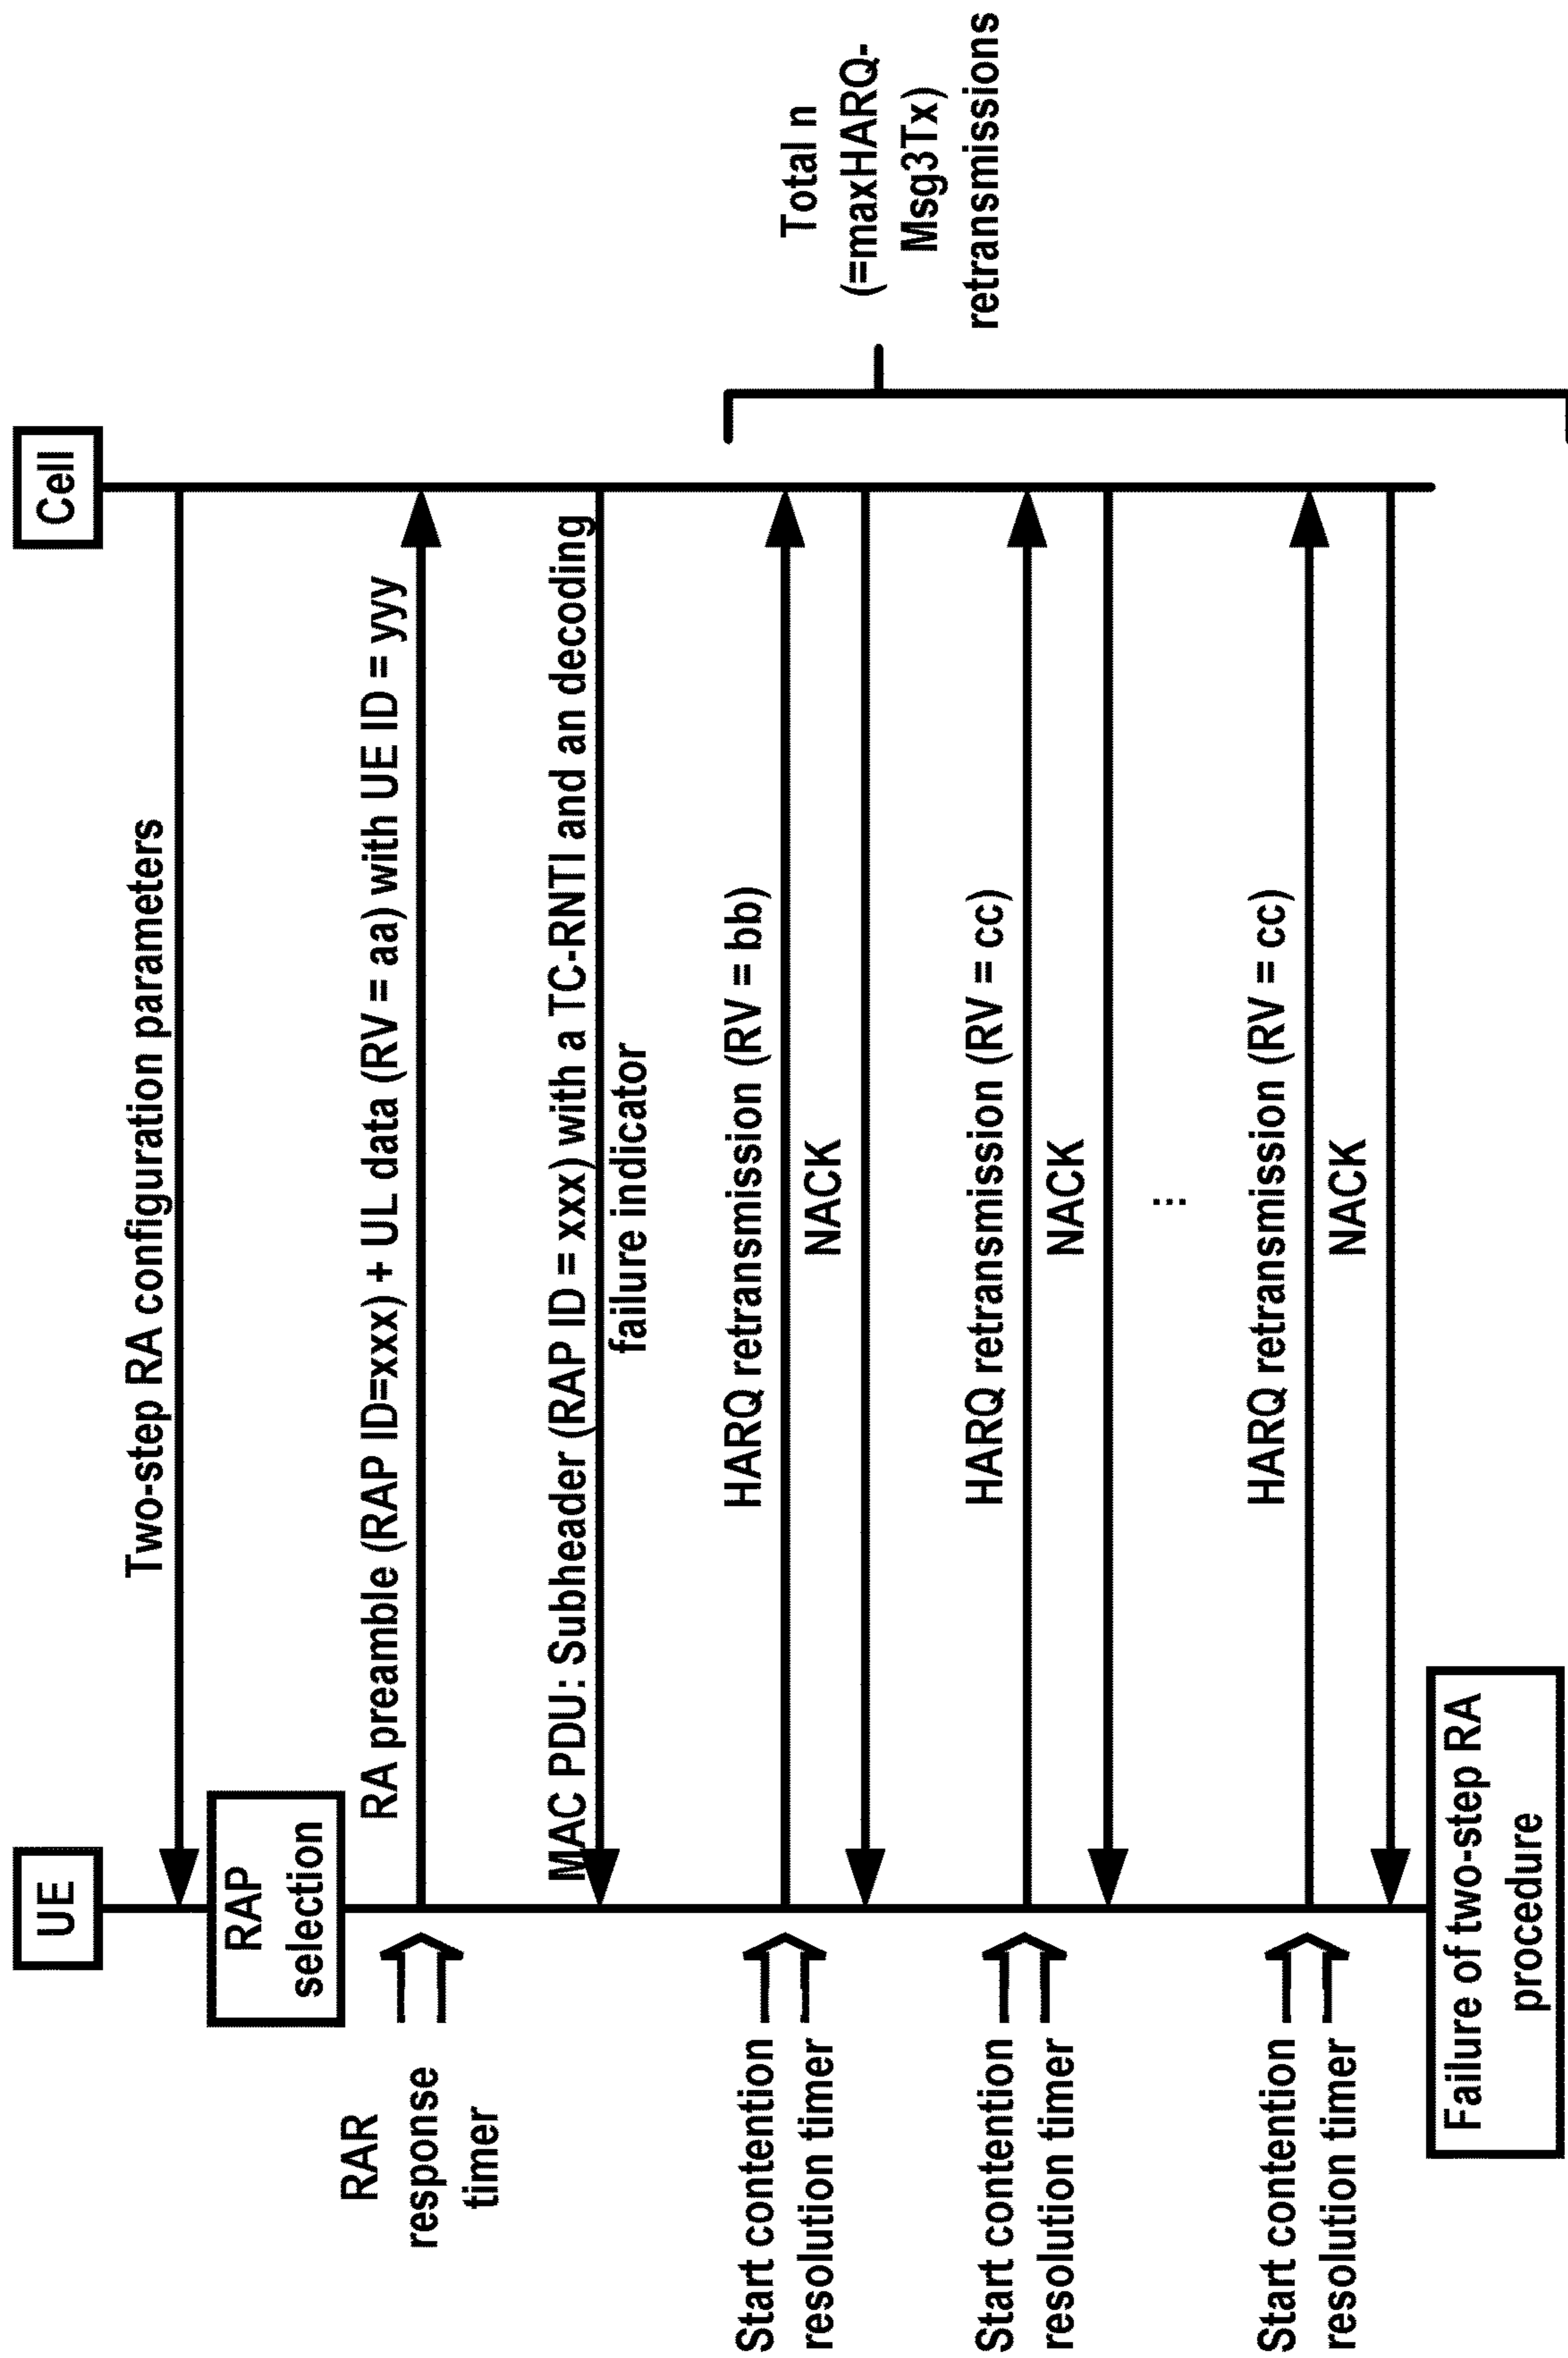 UE
Cell
Two-step RA configuration parameters
RAP
selection
RA preamble (RAP ID=xxx) + UL data (RV = aa) with UE ID = yyy
RAR
response
timer
MAC PDU: Subheader (RAP ID = xxx) with a TC-RNTI and an decoding
failure indicator
HARQ retransmission (RV = bb)
Start contention
resolution timer
NACK
Total n
(=maxHARQ-
Msg3Tx)
retransmissions
HARQ retransmission (RV = cc)
Start contention
resolution timer
NACK
...
HARQ retransmission (RV = cc)
Start contention
resolution timer
NACK
Failure of two-step RA
procedure